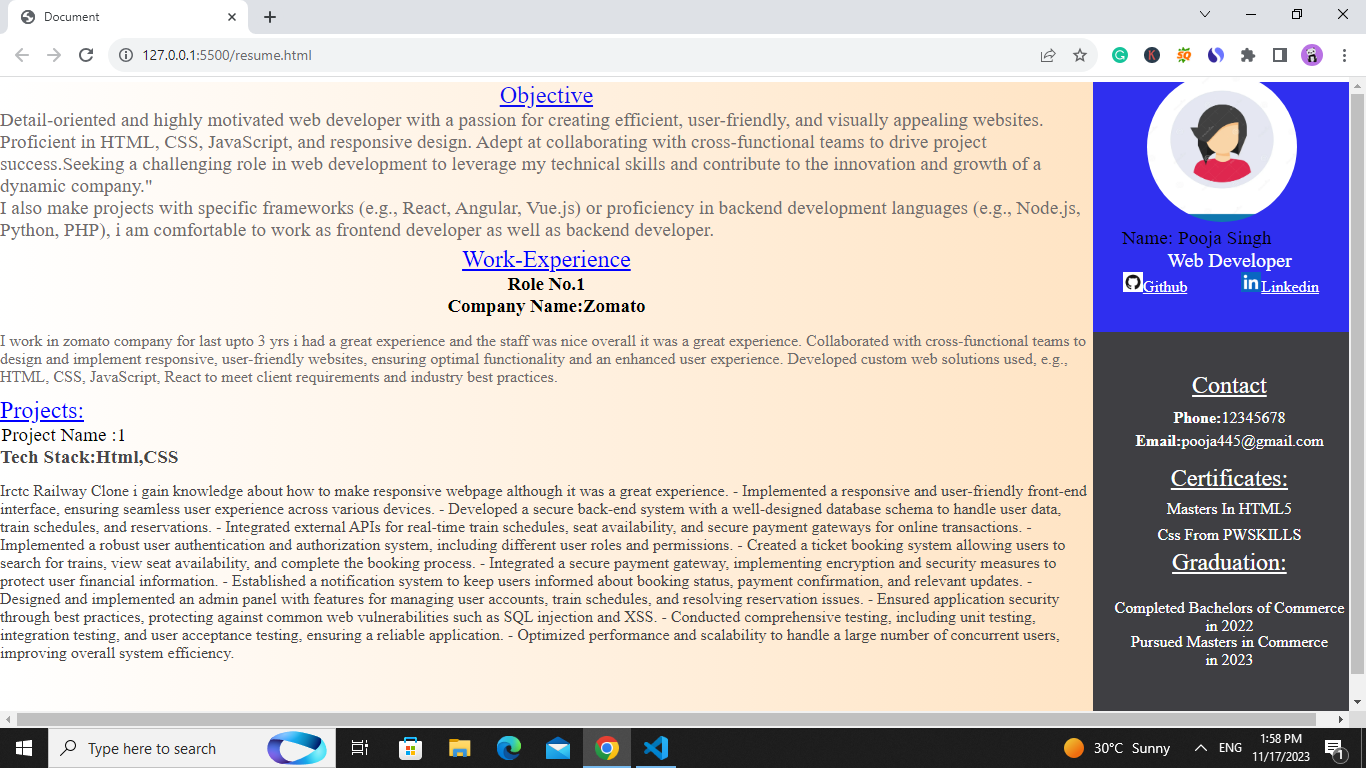 Document
127.0.0.1:5500/resume.html
Objective
Detail-oriented and highly motivated web developer with a passion for creating efficient, user-friendly, and visually appealing websites.
Proficient in HTML, CSS, JavaScript, and responsive design. Adept at collaborating with cross-functional teams to drive project
success.Seeking a challenging role in web development to leverage my technical skills and contribute to the innovation and growth of a
dynamic company."
I also make projects with specific frameworks (e.g., React, Angular, Vue.js) or proficiency in backend development languages (e.g., Node.js,
Python, PHP), i am comfortable to work as frontend developer as well as backend developer.
Work-Experience
Role No.1
Company Name:Zomato
I work in zomato company for last upto 3 yrs i had a great experience and the staff was nice overall it was a great experience. Collaborated with cross-functional teams to
design and implement responsive, user-friendly websites, ensuring optimal functionality and an enhanced user experience. Developed custom web solutions used, e.g.,
HTML, CSS, JavaScript, React to meet client requirements and industry best practices.
Projects:
Project Name :1
Tech Stack:Html,CSS
Irctc Railway Clone i gain knowledge about how to make responsive webpage although it was a great experience. - Implemented a responsive and user-friendly front-end
interface, ensuring seamless user experience across various devices. - Developed a secure back-end system with a well-designed database schema to handle user data,
train schedules, and reservations. - Integrated external APIs for real-time train schedules, seat availability, and secure payment gateways for online transactions. -
Implemented a robust user authentication and authorization system, including different user roles and permissions. - Created a ticket booking system allowing users to
search for trains, view seat availability, and complete the booking process. - Integrated a secure payment gateway, implementing encryption and security measures to
protect user financial information. - Established a notification system to keep users informed about booking status, payment confirmation, and relevant updates. -
Designed and implemented an admin panel with features for managing user accounts, train schedules, and resolving reservation issues. - Ensured application security
through best practices, protecting against common web vulnerabilities such as SQL injection and XSS. - Conducted comprehensive testing, including unit testing,
integration testing, and user acceptance testing, ensuring a reliable application. - Optimized performance and scalability to handle a large number of concurrent users,
improving overall system efficiency.
Name: Pooja Singh
Web Developer
Github Linkedin
Contact
Phone:12345678
Email:pooja445@gmail.com
Certificates:
Masters In HTML5
Css From PWSKILLS
Graduation:
Completed Bachelors of Commerce
in 2022
Pursued Masters in Commerce
in 2023
Type here to search
30°C Sunny
ENG
1:58 PM
11/17/2023
1